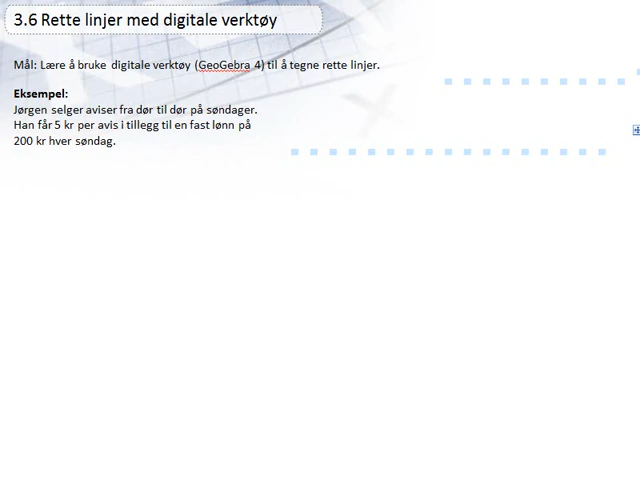 3.6 Rette linjer med digitale verktøy
Mål: Lære å bruke digitale verktøy (GeoGebra 4) til å tegne rette linjer.
Eksempel:
Jørgen selger aviser fra dør til dør på søndager.
Han får 5 kr per avis i tillegg til en fast lønn på
200 kr hver søndag.